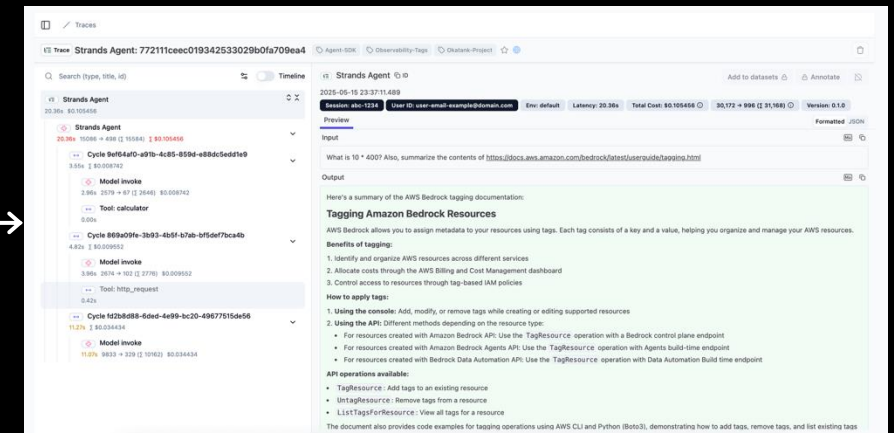 Traces
Trace Strands Agent: 772111ceec019342533029b0fa709ea4 Agent-SDK Observability-Tags Okatank-Project
Search (type, title, id) Timeline
Strands Agent
20.36s $0.105456
Strands Agent
20.36s 15086 → 498 (∑ 15584) ∑ $0.105456
Cycle 9ef64af0-a91b-4c85-859d-e88dc5edd1e9
3.55s ∑ $0.008742
Model invoke
2.96s 2579 → 67 (∑ 2646) $0.008742
Tool: calculator
0.00s
Cycle 869a09fe-3b93-4b5f-b7ab-bf5def7bca4b
4.82s ∑ $0.009552
Model invoke
3.96s 2674 → 102 (∑ 2776) $0.009552
Tool: http_request
0.42s
Cycle fd2b8d88-6ded-4e99-bc20-49677515de56
11.27s ∑ $0.034434
Model invoke
11.07s 9833 → 329 (∑ 10162) $0.034434
Strands Agent ID
Add to datasets Annotate
2025-05-15 23:37:11.489
Session: abc-1234 User ID: user-email-example@domain.com Env: default Latency: 20.36s Total Cost: $0.105456 30,172 → 996 (∑ 31,168) Version: 0.1.0
Preview Formatted JSON
Input
What is 10 * 400? Also, summarize the contents of https://docs.aws.amazon.com/bedrock/latest/userguide/tagging.html
Output
Here's a summary of the AWS Bedrock tagging documentation:
Tagging Amazon Bedrock Resources
AWS Bedrock allows you to assign metadata to your resources using tags. Each tag consists of a key and a value, helping you organize and manage your AWS resources.
Benefits of tagging:
1. Identify and organize AWS resources across different services
2. Allocate costs through the AWS Billing and Cost Management dashboard
3. Control access to resources through tag-based IAM policies
How to apply tags:
1. Using the console: Add, modify, or remove tags while creating or editing supported resources
2. Using the API: Different methods depending on the resource type:
• For resources created with Amazon Bedrock API: Use the TagResource operation with a Bedrock control plane endpoint
• For resources created with Amazon Bedrock Agents API: Use the TagResource operation with Agents build-time endpoint
• For resources created with Bedrock Data Automation API: Use the TagResource operation with Data Automation Build time endpoint
API operations available:
• TagResource: Add tags to an existing resource
• UntagResource: Remove tags from a resource
• ListTagsForResource: View all tags for a resource
The document also provides code examples for tagging operations using AWS CLI and Python (Boto3), demonstrating how to add tags, remove tags, and list existing tags